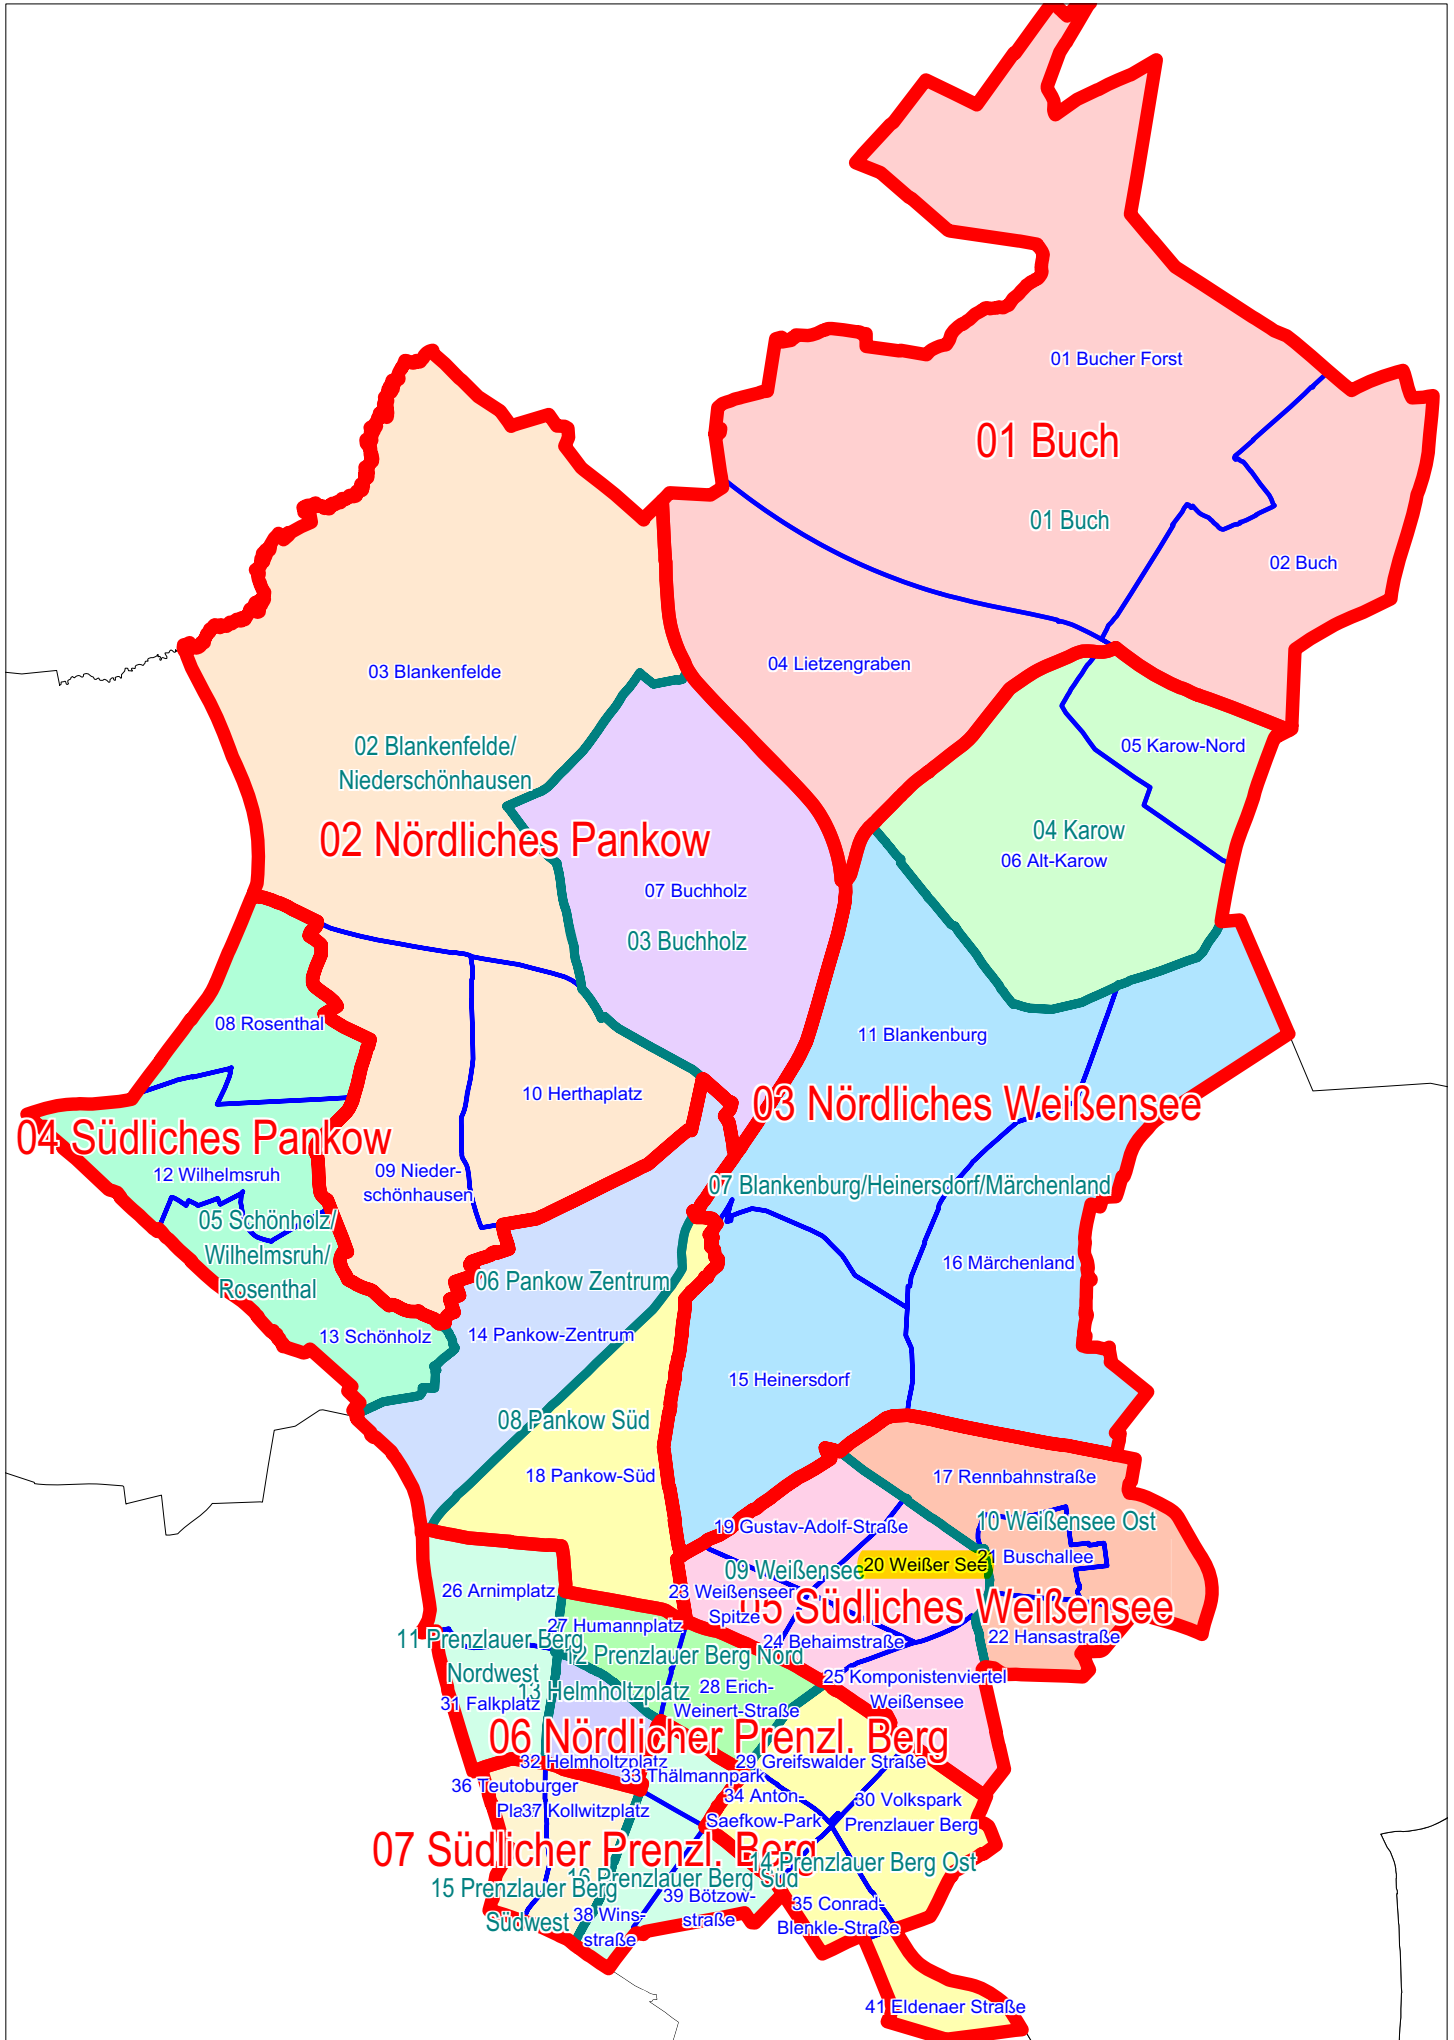 01 Bucher Forst
01 Buch
01 Buch
02 Buch
04 Lietzengraben
03 Blankenfelde
02 Blankenfelde/
Niederschönhausen
02 Nördliches Pankow
05 Karow-Nord
04 Karow
06 Alt-Karow
07 Buchholz
03 Buchholz
08 Rosenthal
11 Blankenburg
10 Herthaplatz
03 Nördliches Weißensee
04 Südliches Pankow
12 Wilhelmsruh
09 Nieder-
schönhausen
07 Blankenburg/Heinersdorf/Märchenland
05 Schönholz/
Wilhelmsruh/
Rosenthal
16 Märchenland
06 Pankow Zentrum
13 Schönholz
14 Pankow-Zentrum
15 Heinersdorf
08 Pankow Süd
18 Pankow-Süd
17 Rennbahnstraße
19 Gustav-Adolf-Straße
10 Weißensee Ost
09 Weißensee
20 Weißer See
21 Buschallee
26 Arnimplatz
23 Weißenseer
Spitze
05 Südliches Weißensee
27 Humannplatz
11 Prenzlauer Berg
Nordwest
24 Behaimstraße
22 Hansastraße
12 Prenzlauer Berg Nord
25 Komponistenviertel
Weißensee
13 Helmholtzplatz
28 Erich-
Weinert-Straße
31 Falkplatz
06 Nördlicher Prenzl. Berg
32 Helmholtzplatz
29 Greifswalder Straße
33 Thälmannpark
36 Teutoburger
Platz
37 Kollwitzplatz
34 Anton-
Saefkow-Park
30 Volkspark
Prenzlauer Berg
07 Südlicher Prenzl. Berg
14 Prenzlauer Berg Ost
16 Prenzlauer Berg Süd
15 Prenzlauer Berg
Südwest
39 Bötzow-
straße
38 Wins-
straße
35 Conrad-
Blenkle-Straße
41 Eldenaer Straße